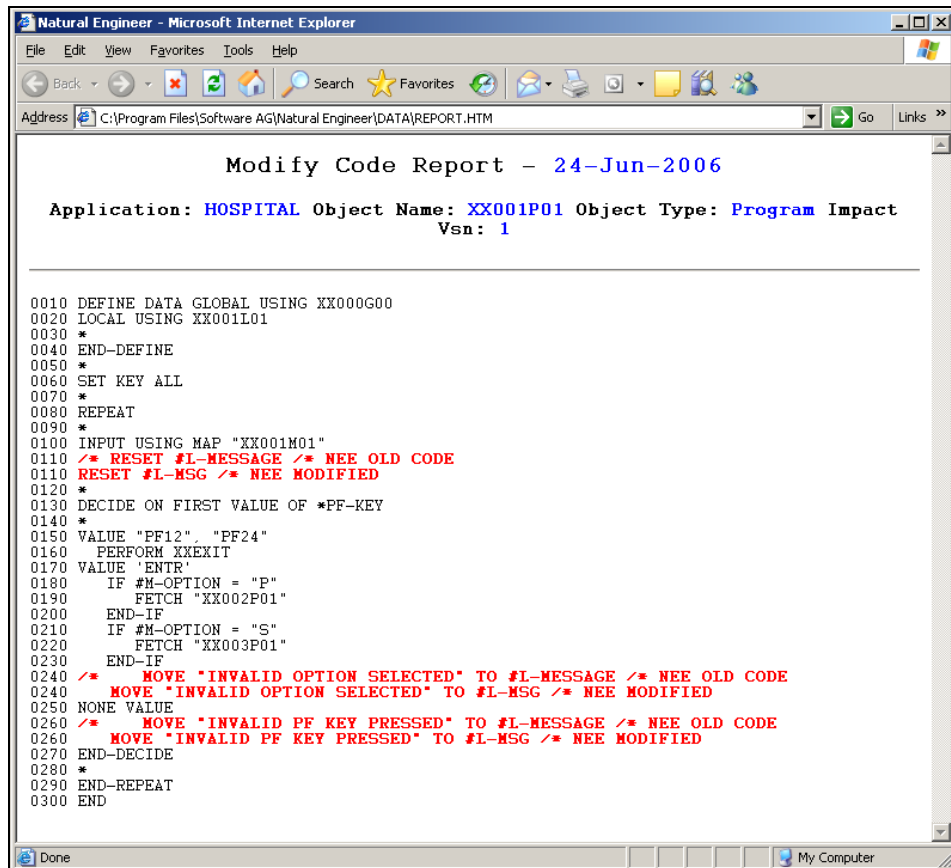 Natural Engineer - Microsoft Internet Explorer
File Edit View Favorites Tools Help
Back Search Favorites
Address C:\Program Files\Software AG\Natural Engineer\DATA\REPORT.HTM Go Links »
Modify Code Report - 24-Jun-2006
Application: HOSPITAL Object Name: XX001P01 Object Type: Program Impact
Vsn: 1
0010 DEFINE DATA GLOBAL USING XX000G00
0020 LOCAL USING XX001L01
0030 *
0040 END-DEFINE
0050 *
0060 SET KEY ALL
0070 *
0080 REPEAT
0090 *
0100 INPUT USING MAP "XX001M01"
0110 /* RESET #L-MESSAGE /* NEE OLD CODE
0110 RESET #L-MSG /* NEE MODIFIED
0120 *
0130 DECIDE ON FIRST VALUE OF *PF-KEY
0140 *
0150 VALUE "PF12", "PF24"
0160   PERFORM XXEXIT
0170 VALUE 'ENTR'
0180    IF #M-OPTION = "P"
0190       FETCH "XX002P01"
0200    END-IF
0210    IF #M-OPTION = "S"
0220       FETCH "XX003P01"
0230    END-IF
0240 /*    MOVE "INVALID OPTION SELECTED" TO #L-MESSAGE /* NEE OLD CODE
0240    MOVE "INVALID OPTION SELECTED" TO #L-MSG /* NEE MODIFIED
0250 NONE VALUE
0260 /*    MOVE "INVALID PF KEY PRESSED" TO #L-MESSAGE /* NEE OLD CODE
0260    MOVE "INVALID PF KEY PRESSED" TO #L-MSG /* NEE MODIFIED
0270 END-DECIDE
0280 *
0290 END-REPEAT
0300 END
Done My Computer